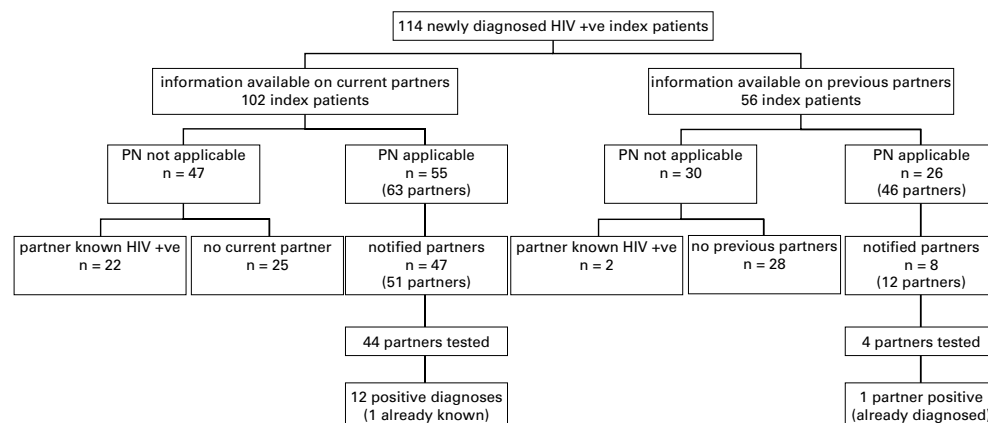 114 newly diagnosed HIV +ve index patients
information available on current partners
102 index patients
information available on previous partners
56 index patients
PN not applicable
n = 47
PN applicable
n = 55
(63 partners)
PN not applicable
n = 30
PN applicable
n = 26
(46 partners)
partner known HIV +ve
n = 22
no current partner
n = 25
notified partners
n = 47
(51 partners)
partner known HIV +ve
n = 2
no previous partners
n = 28
notified partners
n = 8
(12 partners)
44 partners tested
4 partners tested
12 positive diagnoses
(1 already known)
1 partner positive
(already diagnosed)